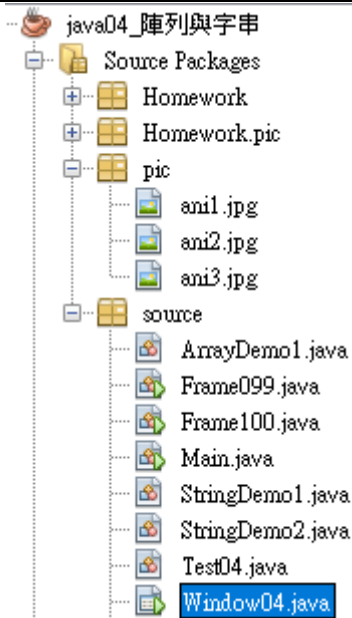 java04_陣列與字串
Source Packages
Homework
Homework.pic
pic
ani1.jpg
ani2.jpg
ani3.jpg
source
ArrayDemo1.java
Frame099.java
Frame100.java
Main.java
StringDemo1.java
StringDemo2.java
Test04.java
Window04.java